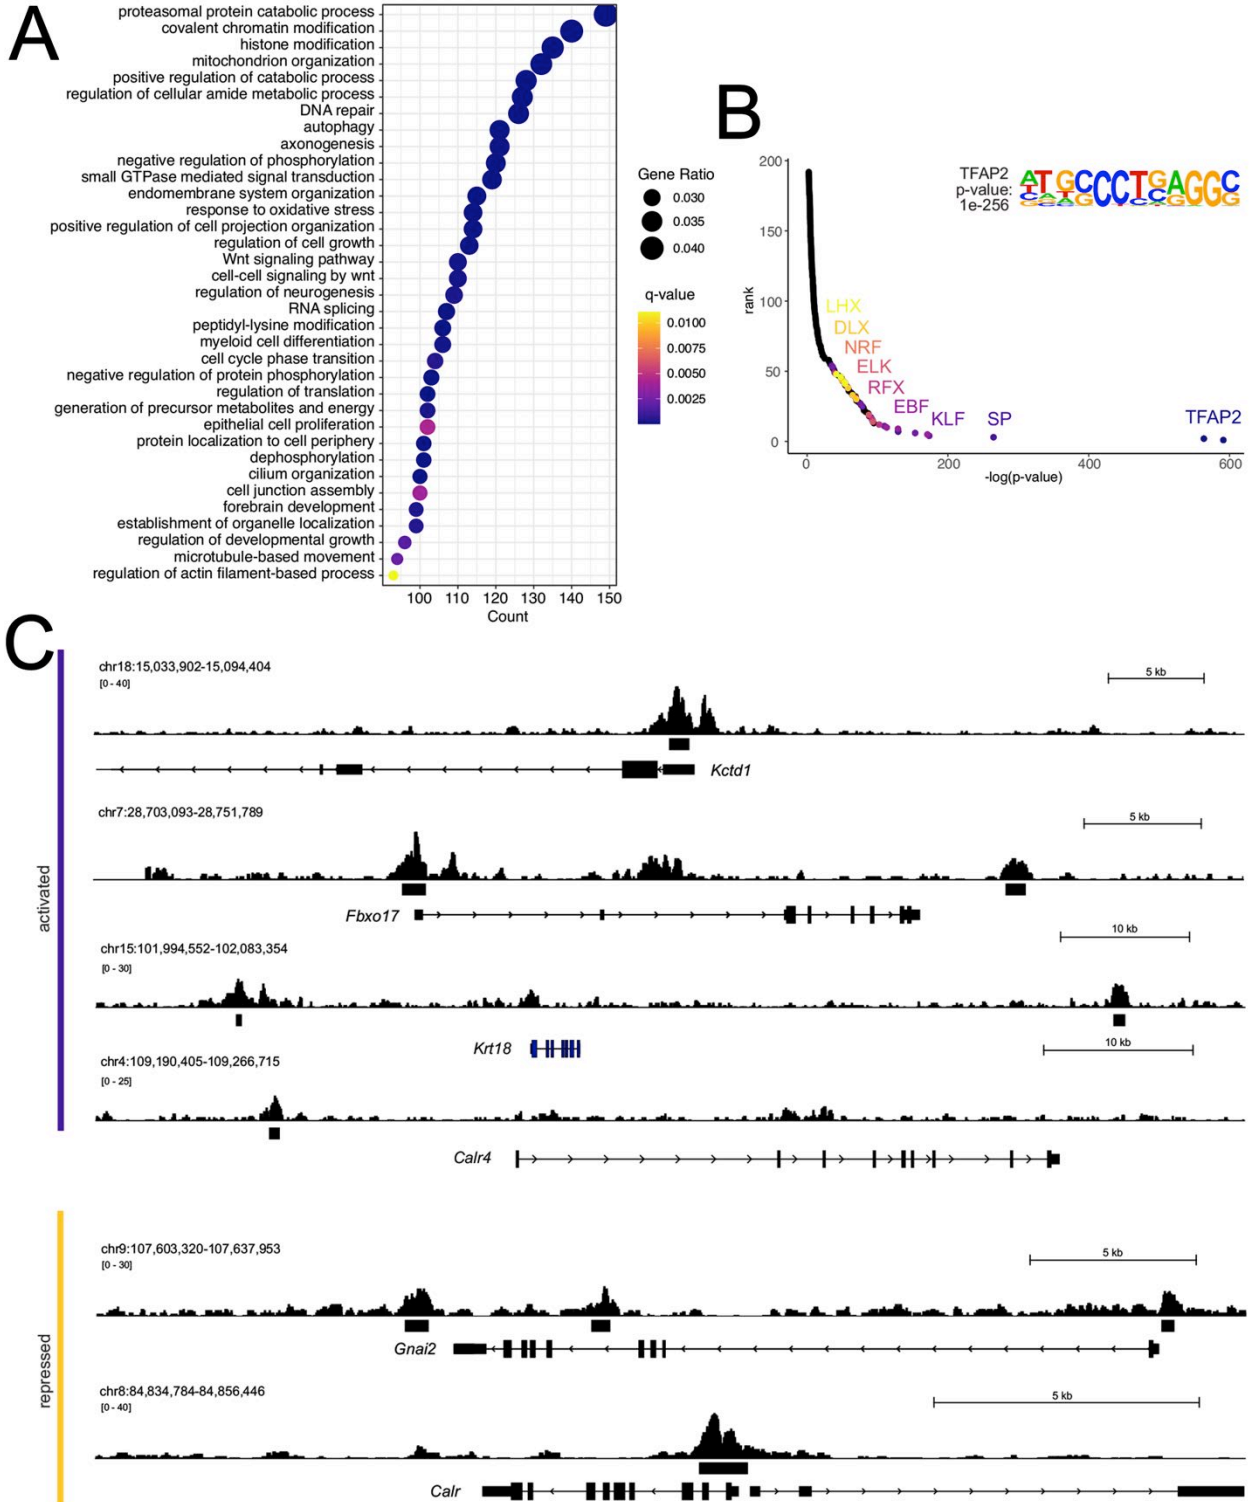 A
proteasomal protein catabolic process
covalent chromatin modification
histone modification
mitochondrion organization
positive regulation of catabolic process
regulation of cellular amide metabolic process
DNA repair
autophagy
axonogenesis
negative regulation of phosphorylation
small GTPase mediated signal transduction
endomembrane system organization
response to oxidative stress
positive regulation of cell projection organization
regulation of cell growth
Wnt signaling pathway
cell-cell signaling by wnt
regulation of neurogenesis
RNA splicing
peptidyl-lysine modification
myeloid cell differentiation
cell cycle phase transition
negative regulation of protein phosphorylation
regulation of translation
generation of precursor metabolites and energy
epithelial cell proliferation
protein localization to cell periphery
dephosphorylation
cilium organization
cell junction assembly
forebrain development
establishment of organelle localization
regulation of developmental growth
microtubule-based movement
regulation of actin filament-based process
100 110 120 130 140 150
Count
Gene Ratio
0.030
0.035
0.040
q-value
0.0100
0.0075
0.0050
0.0025
B
TFAP2
p-value:
1e-256
200
150
100
50
0
rank
LHX
DLX
NRF
ELK
RFX
EBF
KLF
SP
TFAP2
0 200 400 600
-log(p-value)
C
activated
chr18:15,033,902-15,094,404
[0 - 40]
5 kb
Kctd1
chr7:28,703,093-28,751,789
5 kb
Fbxo17
chr15:101,994,552-102,083,354
[0 - 30]
10 kb
Krt18
chr4:109,190,405-109,266,715
[0 - 25]
10 kb
Calr4
repressed
chr9:107,603,320-107,637,953
[0 - 30]
5 kb
Gnai2
chr8:84,834,784-84,856,446
[0 - 40]
5 kb
Calr